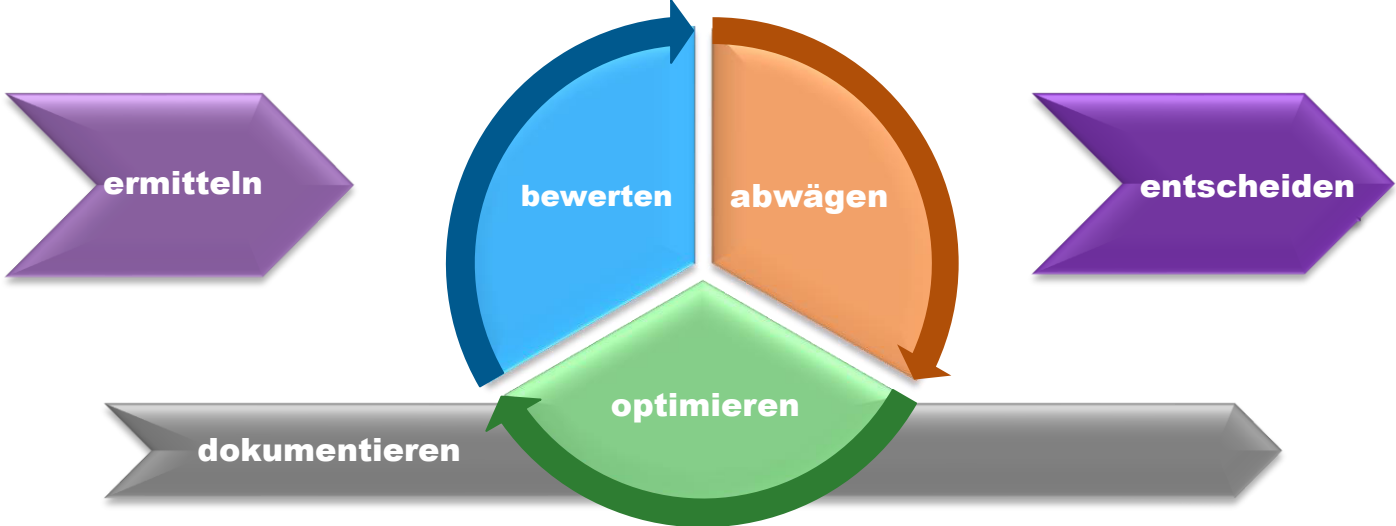 ermitteln
bewerten
abwägen
entscheiden
optimieren
dokumentieren